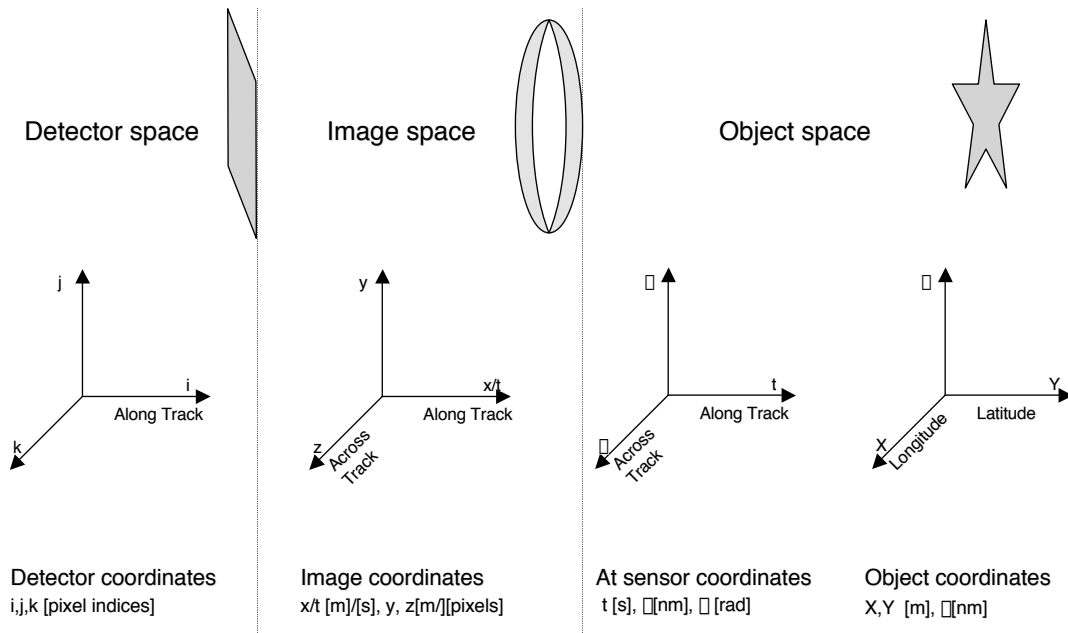 Detector space
Image space
Object space
j
i
Along Track
k
y
x/t
Along Track
z
Across
Track
▯
t
Along Track
▯
Across
Track
▯
Y
Latitude
X
Longitude
Detector coordinates
i,j,k [pixel indices]
Image coordinates
x/t [m]/[s], y, z[m/][pixels]
At sensor coordinates
t [s], ▯[nm], ▯ [rad]
Object coordinates
X,Y [m], ▯[nm]